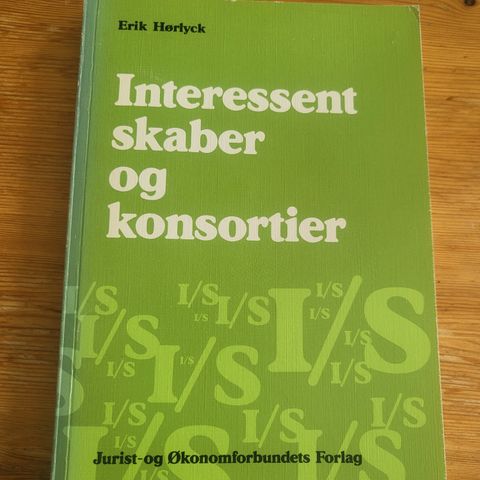 Erik Hørlyck
Interessent
skaber
og
konsortier
I/S I/S I/S I/S
I/S I/S I/S
I/S I/S I/S
I/S I/S I/S
I/S I/S I/S
Jurist-og Økonomforbundets Forlag